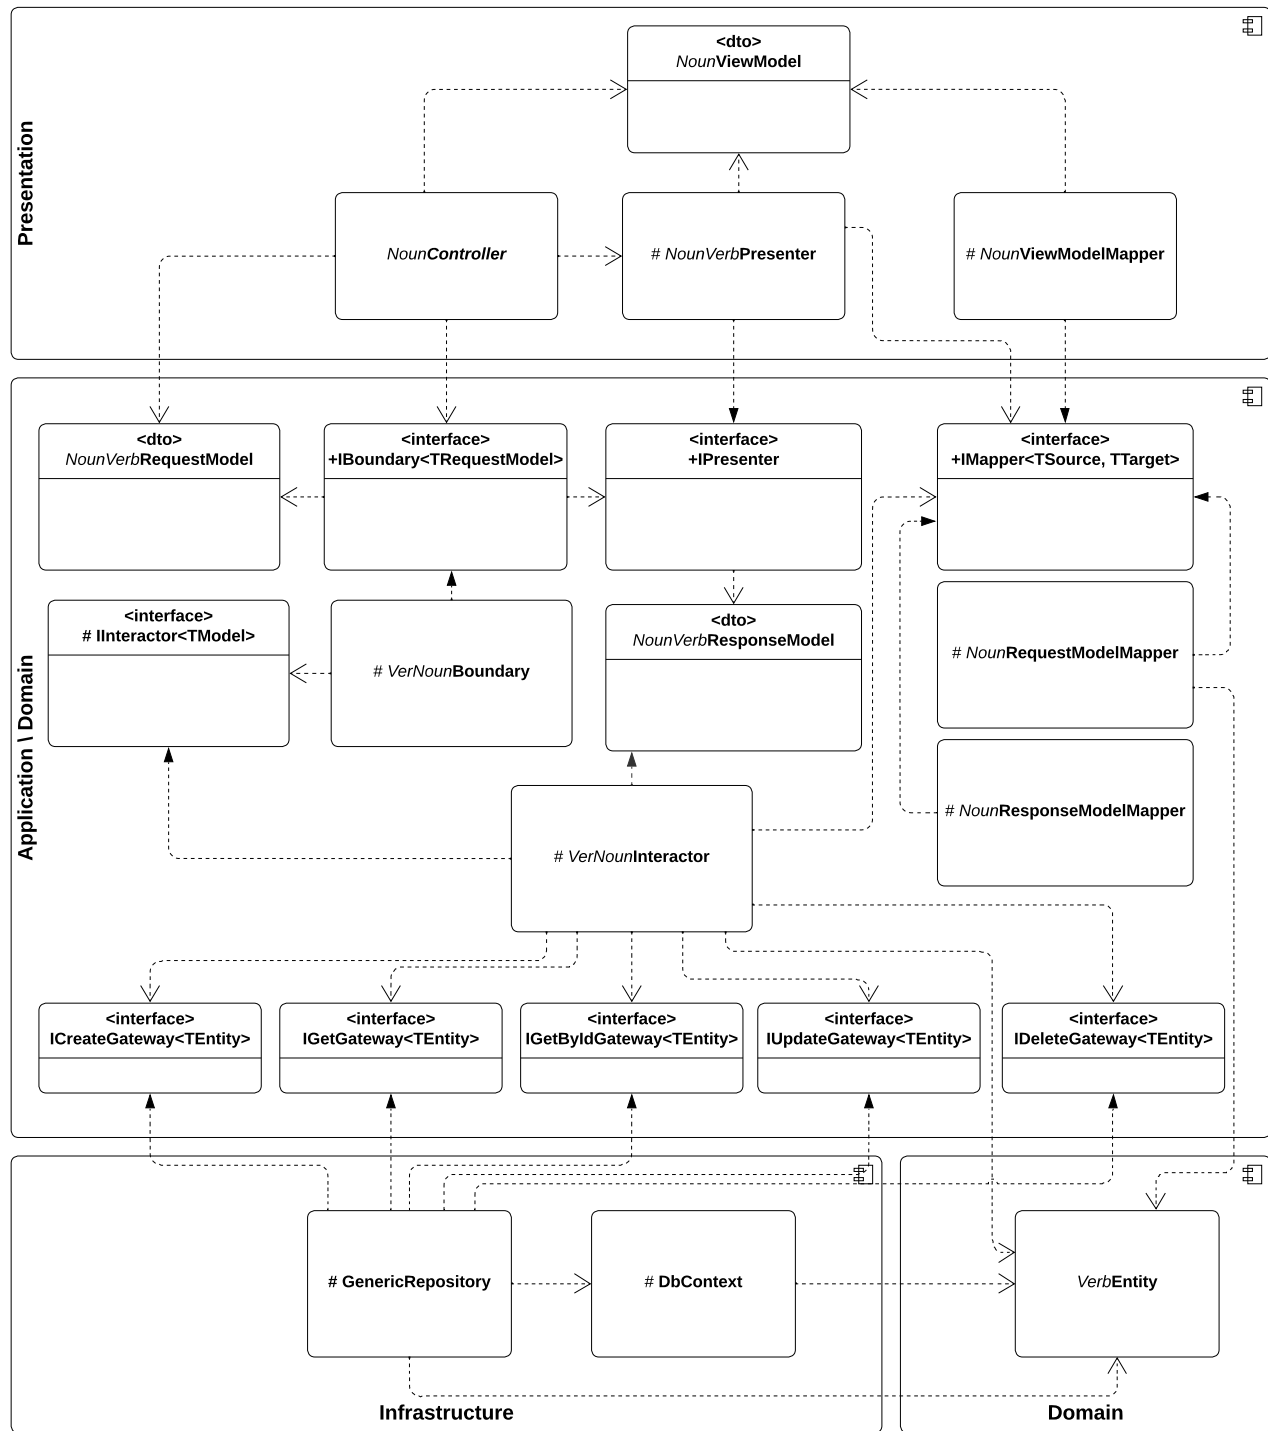 Presentation
<dto>
NounViewModel
NounController
# NounVerbPresenter
# NounViewModelMapper
Application \ Domain
<dto>
NounVerbRequestModel
<interface>
+IBoundary<TRequestModel>
<interface>
+IPresenter
<interface>
+IMapper<TSource, TTarget>
<interface>
# IInteractor<TModel>
# VerNounBoundary
<dto>
NounVerbResponseModel
# NounRequestModelMapper
# NounResponseModelMapper
# VerNounInteractor
<interface>
ICreateGateway<TEntity>
<interface>
IGetGateway<TEntity>
<interface>
IGetByIdGateway<TEntity>
<interface>
IUpdateGateway<TEntity>
<interface>
IDeleteGateway<TEntity>
# GenericRepository
# DbContext
VerbEntity
Infrastructure
Domain